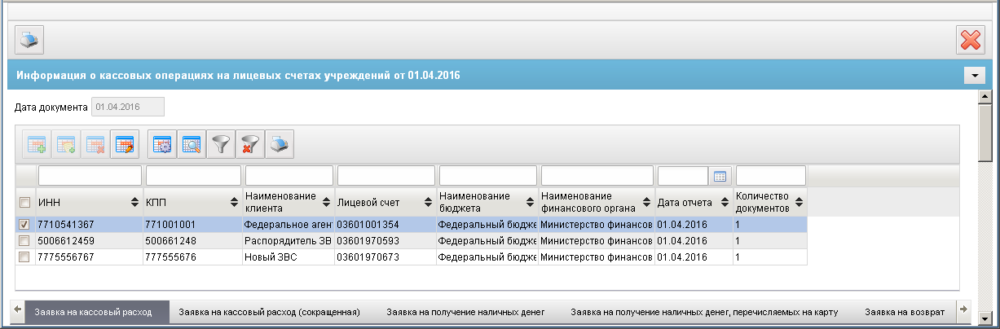 Информация о кассовых операциях на лицевых счетах учреждений от 01.04.2016
Дата документа 01.04.2016
ИНН КПП Наименование клиента Лицевой счет Наименование бюджета Наименование финансового органа Дата отчета Количество документов
7710541367 771001001 Федеральное аген 03601001354 Федеральный бюдже Министерство финансов 01.04.2016 1
5006612459 500661248 Распорядитель ЗВ 03601970593 Федеральный бюдже Министерство финансов 01.04.2016 1
7775556767 777555676 Новый ЗВС 03601970673 Федеральный бюдже Министерство финансов 01.04.2016 1
Заявка на кассовый расход Заявка на кассовый расход (сокращенная) Заявка на получение наличных денег Заявка на получение наличных денег, перечисляемых на карту Заявка на возврат